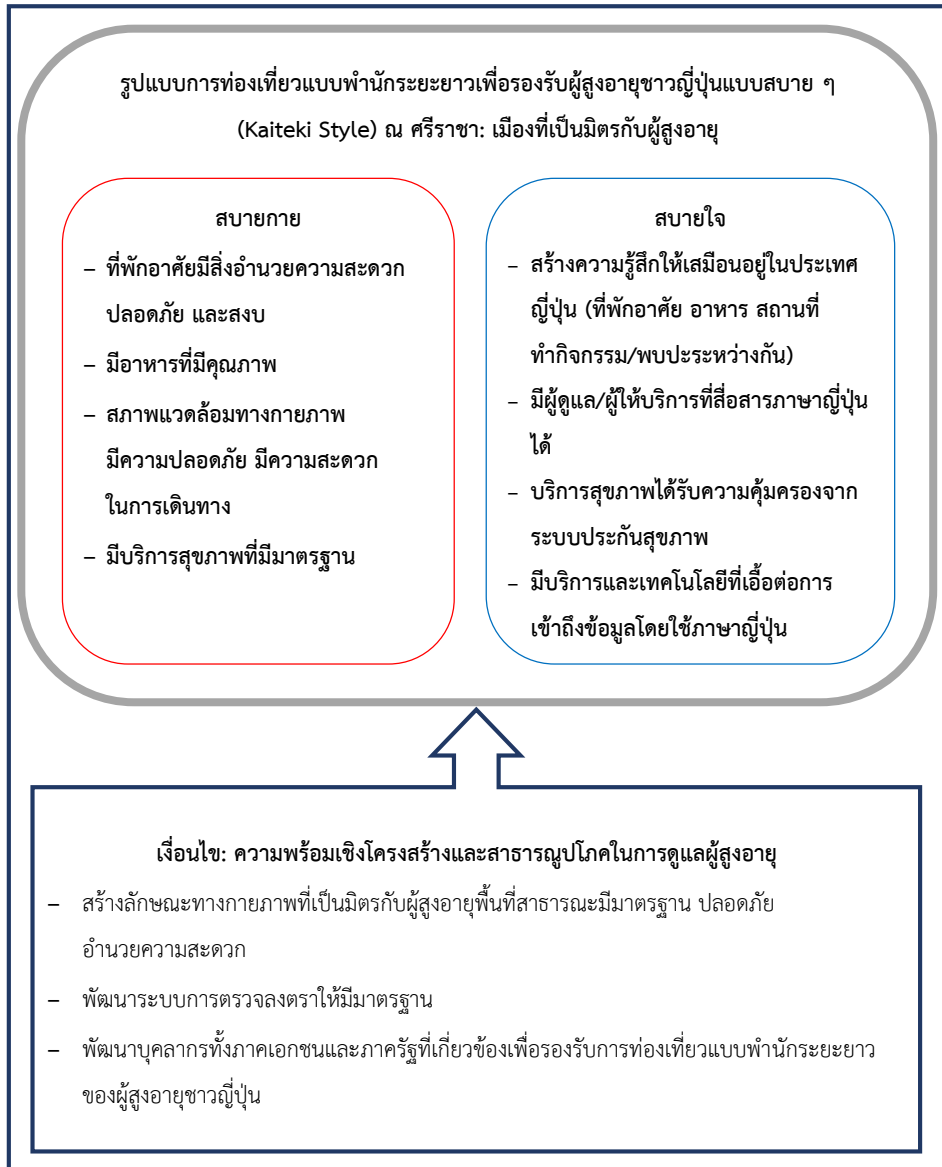 รูปแบบการท่องเที่ยวแบบพำนักระยะยาวเพื่อรองรับผู้สูงอายุชาวญี่ปุ่นแบบสบาย ๆ
(Kaiteki Style) ณ ศรีราชา: เมืองที่เป็นมิตรกับผู้สูงอายุ
สบายกาย
– ที่พักอาศัยมีสิ่งอำนวยความสะดวก
ปลอดภัย และสงบ
– มีอาหารที่มีคุณภาพ
– สภาพแวดล้อมทางกายภาพ
มีความปลอดภัย มีความสะดวก
ในการเดินทาง
– มีบริการสุขภาพที่มีมาตรฐาน
สบายใจ
– สร้างความรู้สึกให้เสมือนอยู่ในประเทศ
ญี่ปุ่น (ที่พักอาศัย อาหาร สถานที่
ทำกิจกรรม/พบปะระหว่างกัน)
– มีผู้ดูแล/ผู้ให้บริการที่สื่อสารภาษาญี่ปุ่น
ได้
– บริการสุขภาพได้รับความคุ้มครองจาก
ระบบประกันสุขภาพ
– มีบริการและเทคโนโลยีที่เอื้อต่อการ
เข้าถึงข้อมูลโดยใช้ภาษาญี่ปุ่น
เงื่อนไข: ความพร้อมเชิงโครงสร้างและสาธารณูปโภคในการดูแลผู้สูงอายุ
– สร้างลักษณะทางกายภาพที่เป็นมิตรกับผู้สูงอายุพื้นที่สาธารณะมีมาตรฐาน ปลอดภัย
อำนวยความสะดวก
– พัฒนาระบบการตรวจลงตราให้มีมาตรฐาน
– พัฒนาบุคลากรทั้งภาคเอกชนและภาครัฐที่เกี่ยวข้องเพื่อรองรับการท่องเที่ยวแบบพำนักระยะยาว
ของผู้สูงอายุชาวญี่ปุ่น